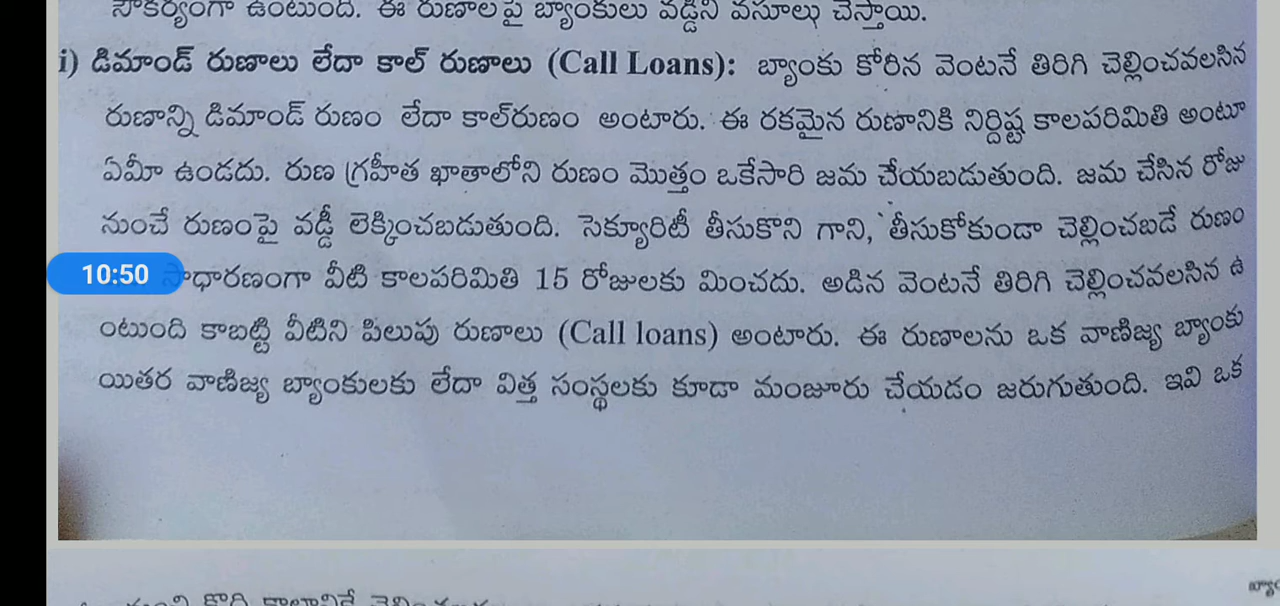 సౌకర్యంగా ఉంటుంది. ఈ రుణాల పై బ్యాంకులు వడ్డీని వసూలు చేస్తాయి.
i) డిమాండ్ రుణాలు లేదా కాల్ రుణాలు (Call Loans): బ్యాంకు కోరిన వెంటనే తిరిగి చెల్లించవలసిన
రుణాన్ని డిమాండ్ రుణం లేదా కాల్‌రుణం అంటారు. ఈ రకమైన రుణానికి నిర్దిష్ట కాలపరిమితి అంటూ
ఏమీ ఉండదు. రుణ గ్రహీత ఖాతాలోని రుణం మొత్తం ఒకేసారి జమ చేయబడుతుంది. జమ చేసిన రోజు
నుంచే రుణంపై వడ్డీ లెక్కించబడుతుంది. సెక్యూరిటీ తీసుకొని గాని, తీసుకోకుండా చెల్లించబడే రుణం
10:50 సాధారణంగా వీటి కాలపరిమితి 15 రోజులకు మించదు. అడిన వెంటనే తిరిగి చెల్లించవలసిన ఉ
ంటుంది కాబట్టి వీటిని పిలుపు రుణాలు (Call loans) అంటారు. ఈ రుణాలను ఒక వాణిజ్య బ్యాంకు
యితర వాణిజ్య బ్యాంకులకు లేదా విత్త సంస్థలకు కూడా మంజూరు చేయడం జరుగుతుంది. ఇవి ఒక